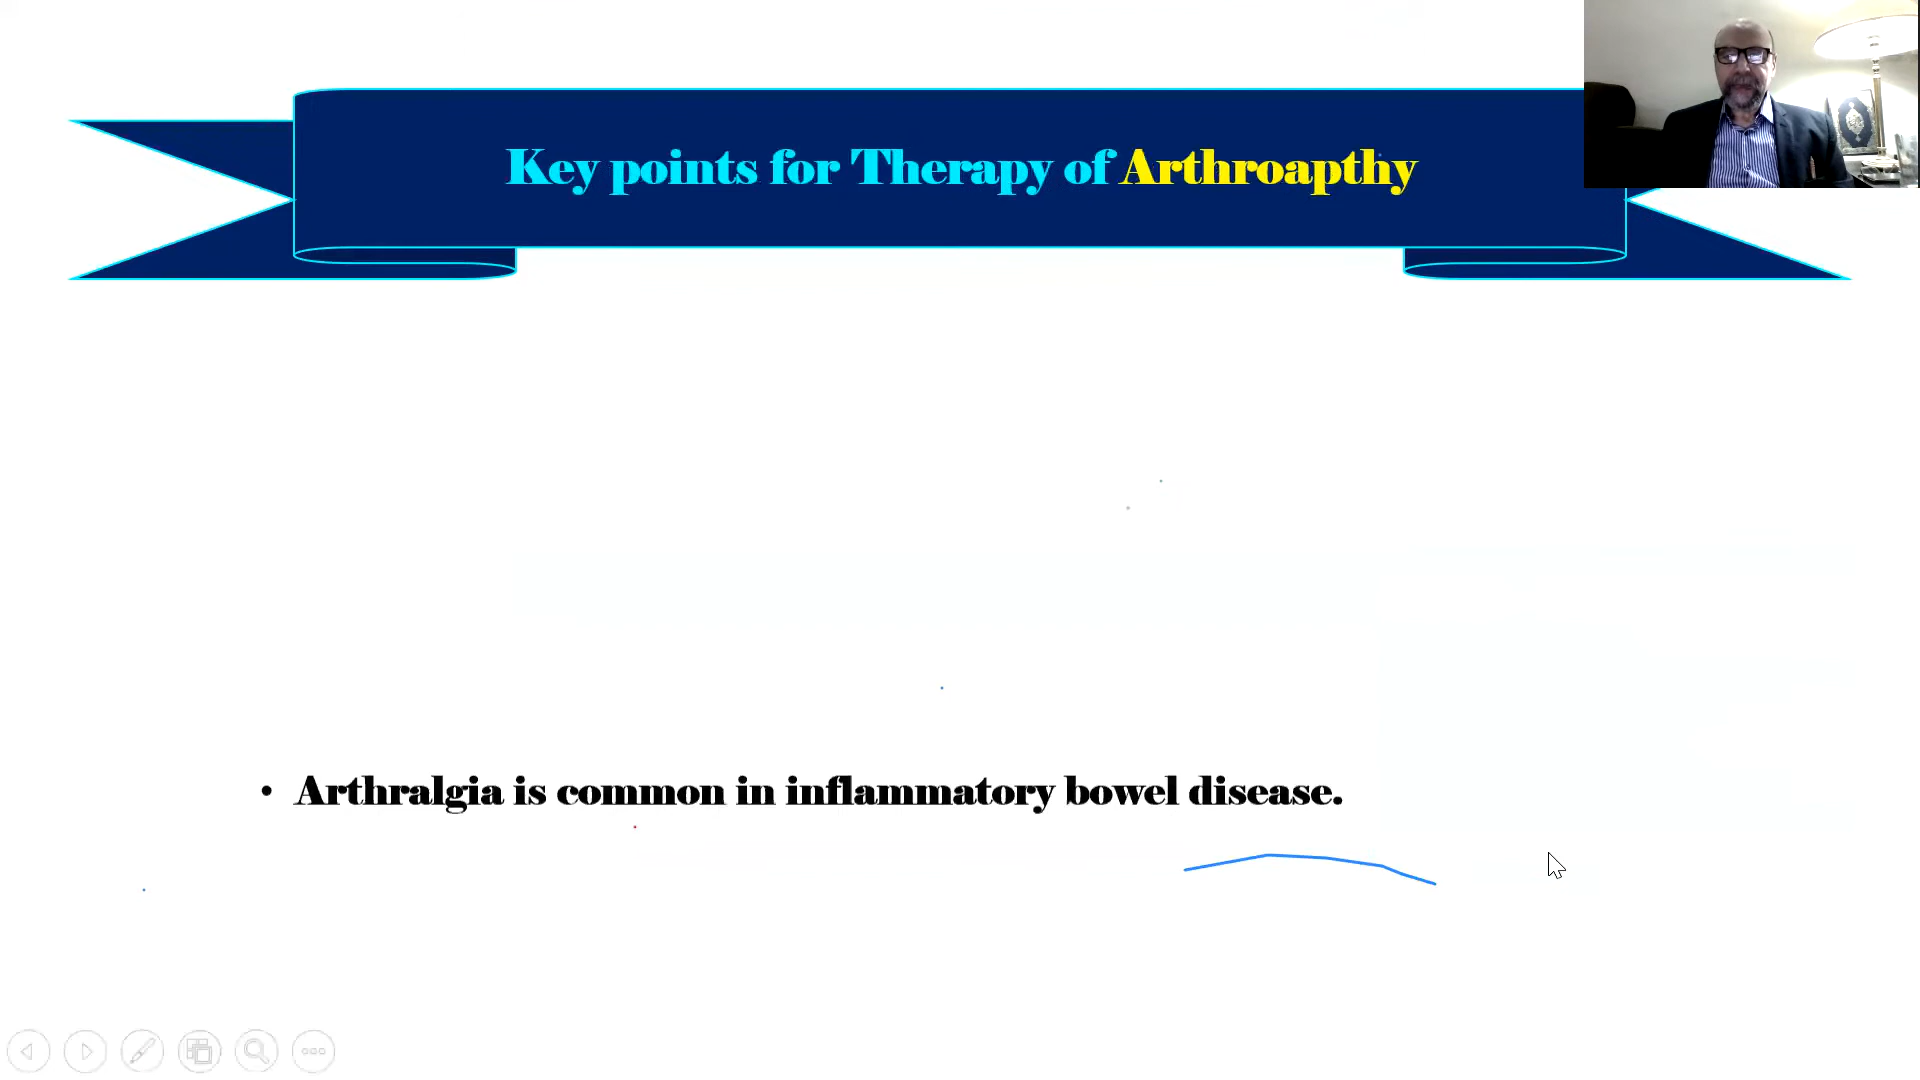 Key points for Therapy of Arthroapthy
• Arthralgia is common in inflammatory bowel disease.